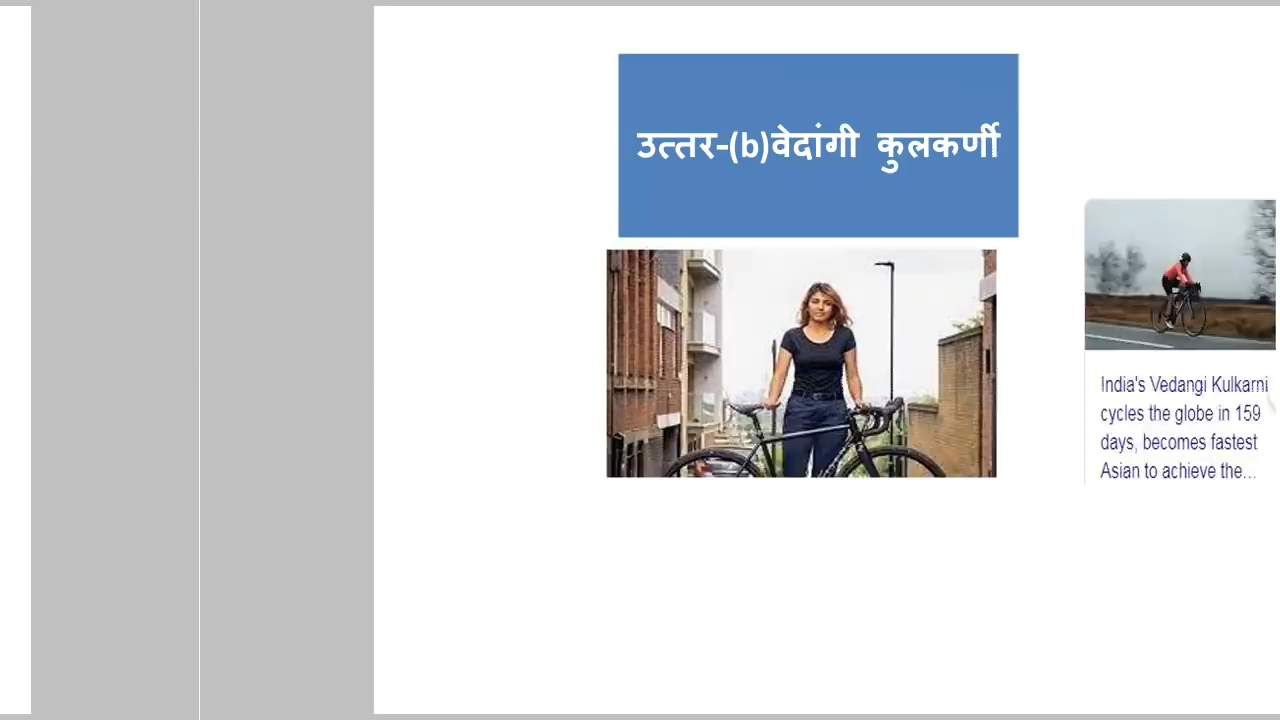 उत्तर-(b)वेदांगी कुलकर्णी
India's Vedangi Kulkarni
cycles the globe in 159
days, becomes fastest
Asian to achieve the...